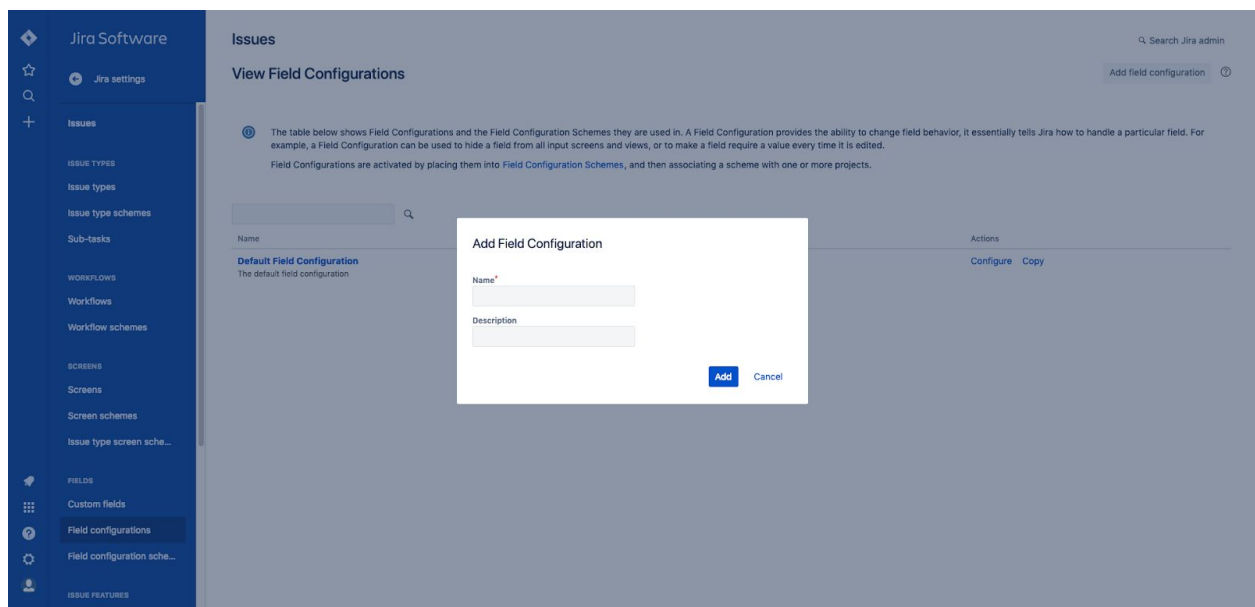 Jira Software
Jira settings
Issues
ISSUE TYPES
Issue types
Issue type schemes
Sub-tasks
WORKFLOWS
Workflows
Workflow schemes
SCREENS
Screens
Screen schemes
Issue type screen sche...
FIELDS
Custom fields
Field configurations
Field configuration sche...
ISSUE FEATURES
Issues
Search Jira admin
View Field Configurations
Add field configuration
The table below shows Field Configurations and the Field Configuration Schemes they are used in. A Field Configuration provides the ability to change field behavior, it essentially tells Jira how to handle a particular field. For
example, a Field Configuration can be used to hide a field from all input screens and views, or to make a field require a value every time it is edited.
Field Configurations are activated by placing them into Field Configuration Schemes, and then associating a scheme with one or more projects.
Name
Actions
Default Field Configuration
Configure Copy
The default field configuration
Add Field Configuration
Name*
Description
Add Cancel